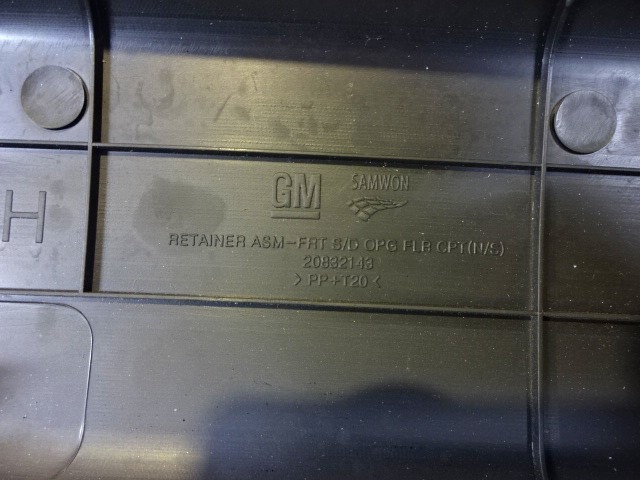 GM SAMWON
H
RETAINER ASM-FRT S/D OPG FLR CPT(N/S)
20832143
> PP+T20 <